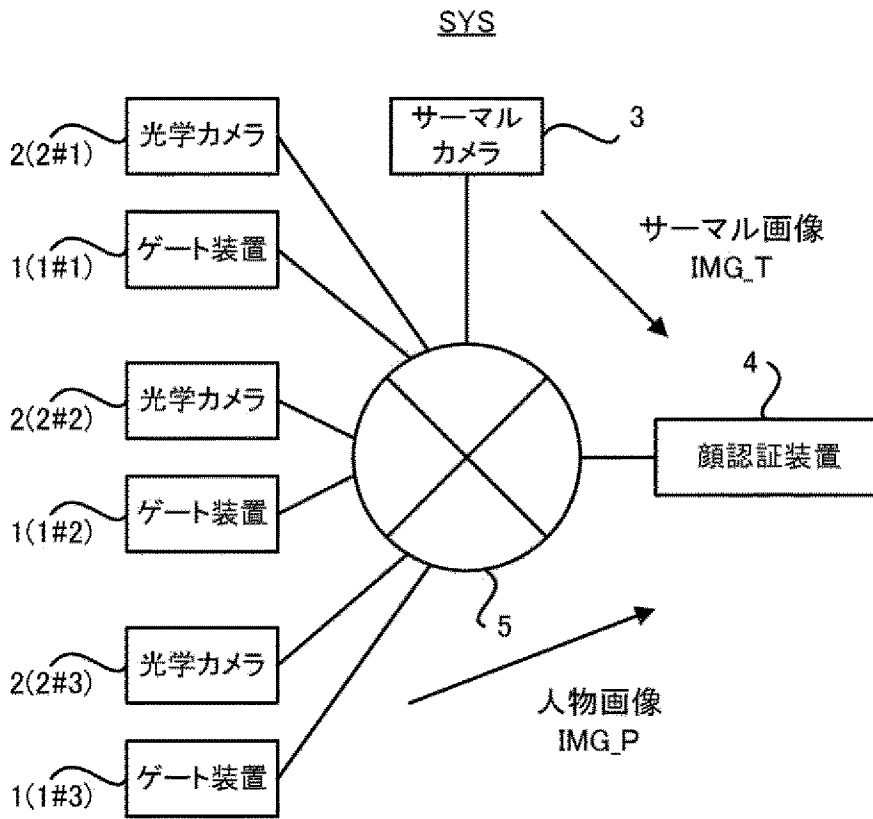 SYS
光学カメラ
2(2#1)
サーマル
カメラ
3
ゲート装置
1(1#1)
サーマル画像
IMG_T
光学カメラ
2(2#2)
4
顔認証装置
ゲート装置
1(1#2)
5
光学カメラ
2(2#3)
人物画像
IMG_P
ゲート装置
1(1#3)